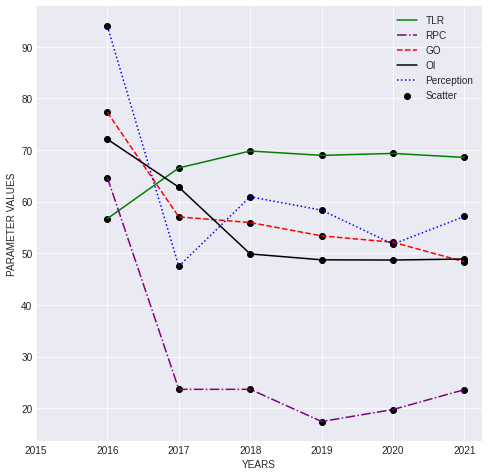 TLR
RPC
GO
OI
Perception
Scatter
90
80
70
60
50
40
30
20
PARAMETER VALUES
2015 2016 2017 2018 2019 2020 2021
YEARS